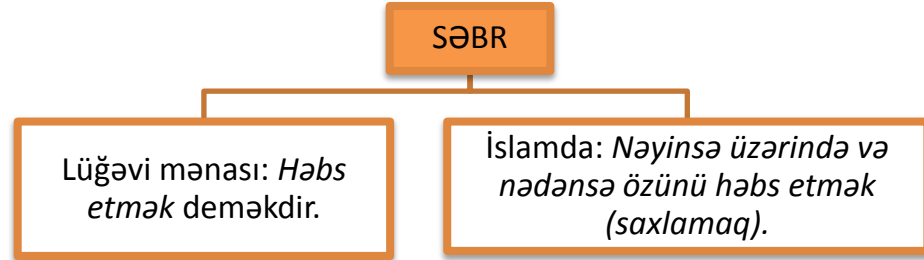 SƏBR
Lüğəvi mənası: Həbs
etmək deməkdir.
İslamda: Nəyinsə üzərində və
nədənsə özünü həbs etmək
(saxlamaq).